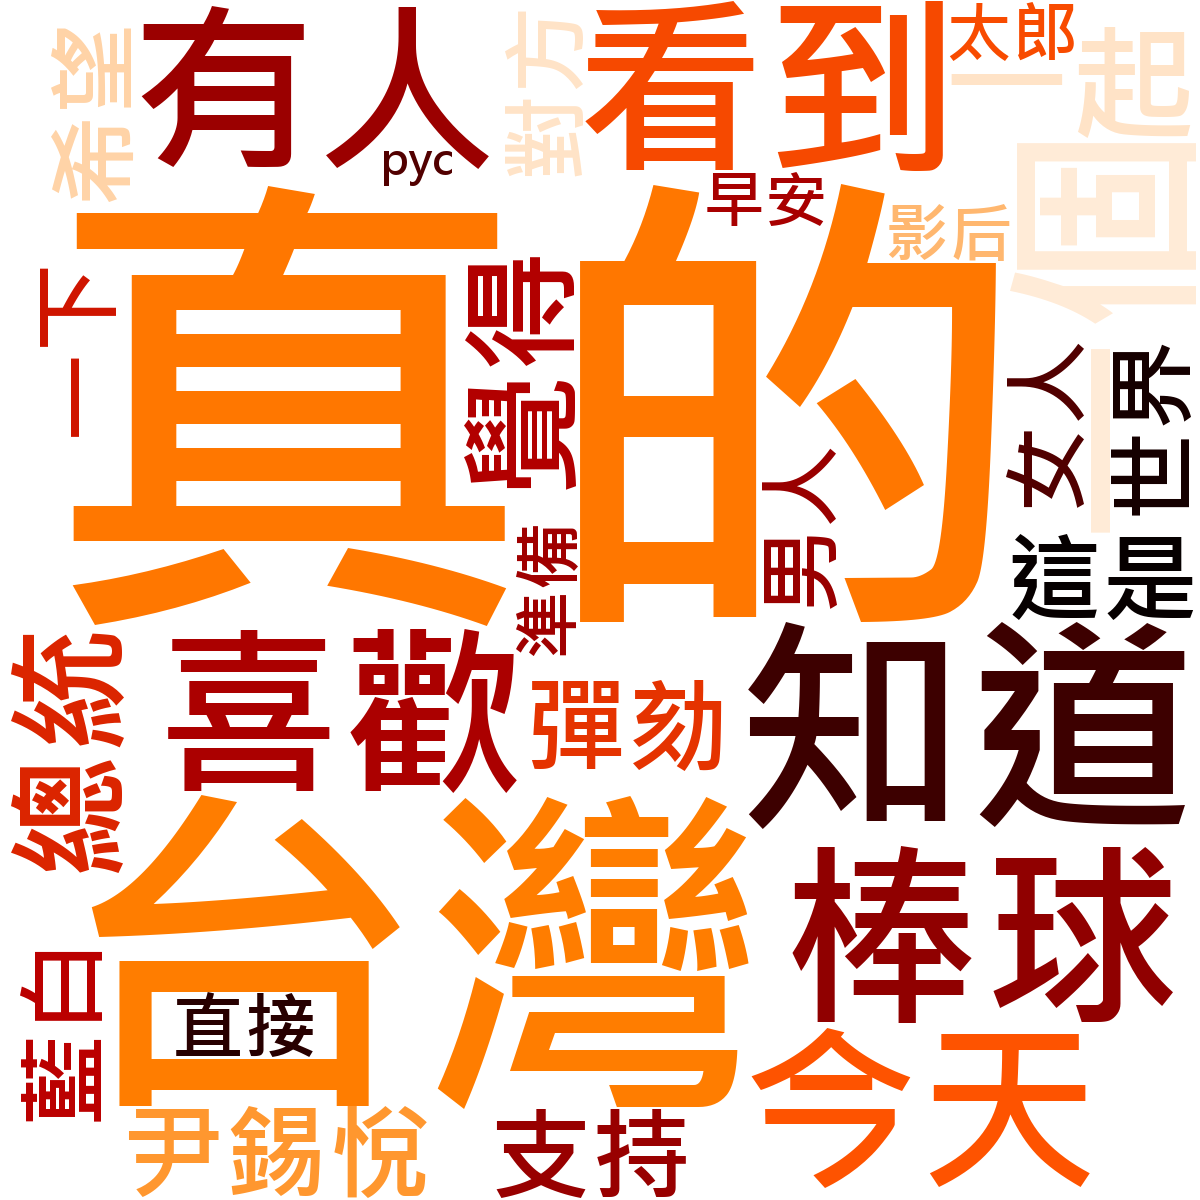 希望
有人
對方
看到
太郎
一起
pyc
早安
影后
一個
真的
一下
覺得
女人
世界
男人
準備
這是
總統
喜歡
彈劾
知道
台灣
棒球
藍白
直接
今天
尹錫悅
支持